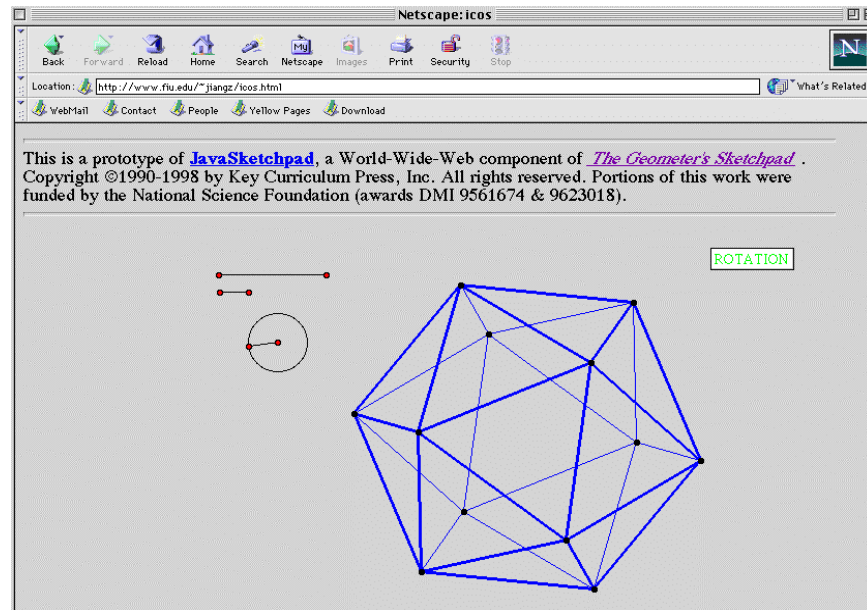 Netscape: icos
Back Forward Reload Home Search Netscape Images Print Security Stop
My
N
Location: http://www.fiu.edu/~jiangz/icos.html What's Related
WebMail Contact People Yellow Pages Download
This is a prototype of JavaSketchpad, a World-Wide-Web component of The Geometer's Sketchpad .
Copyright ©1990-1998 by Key Curriculum Press, Inc. All rights reserved. Portions of this work were
funded by the National Science Foundation (awards DMI 9561674 & 9623018).
ROTATION